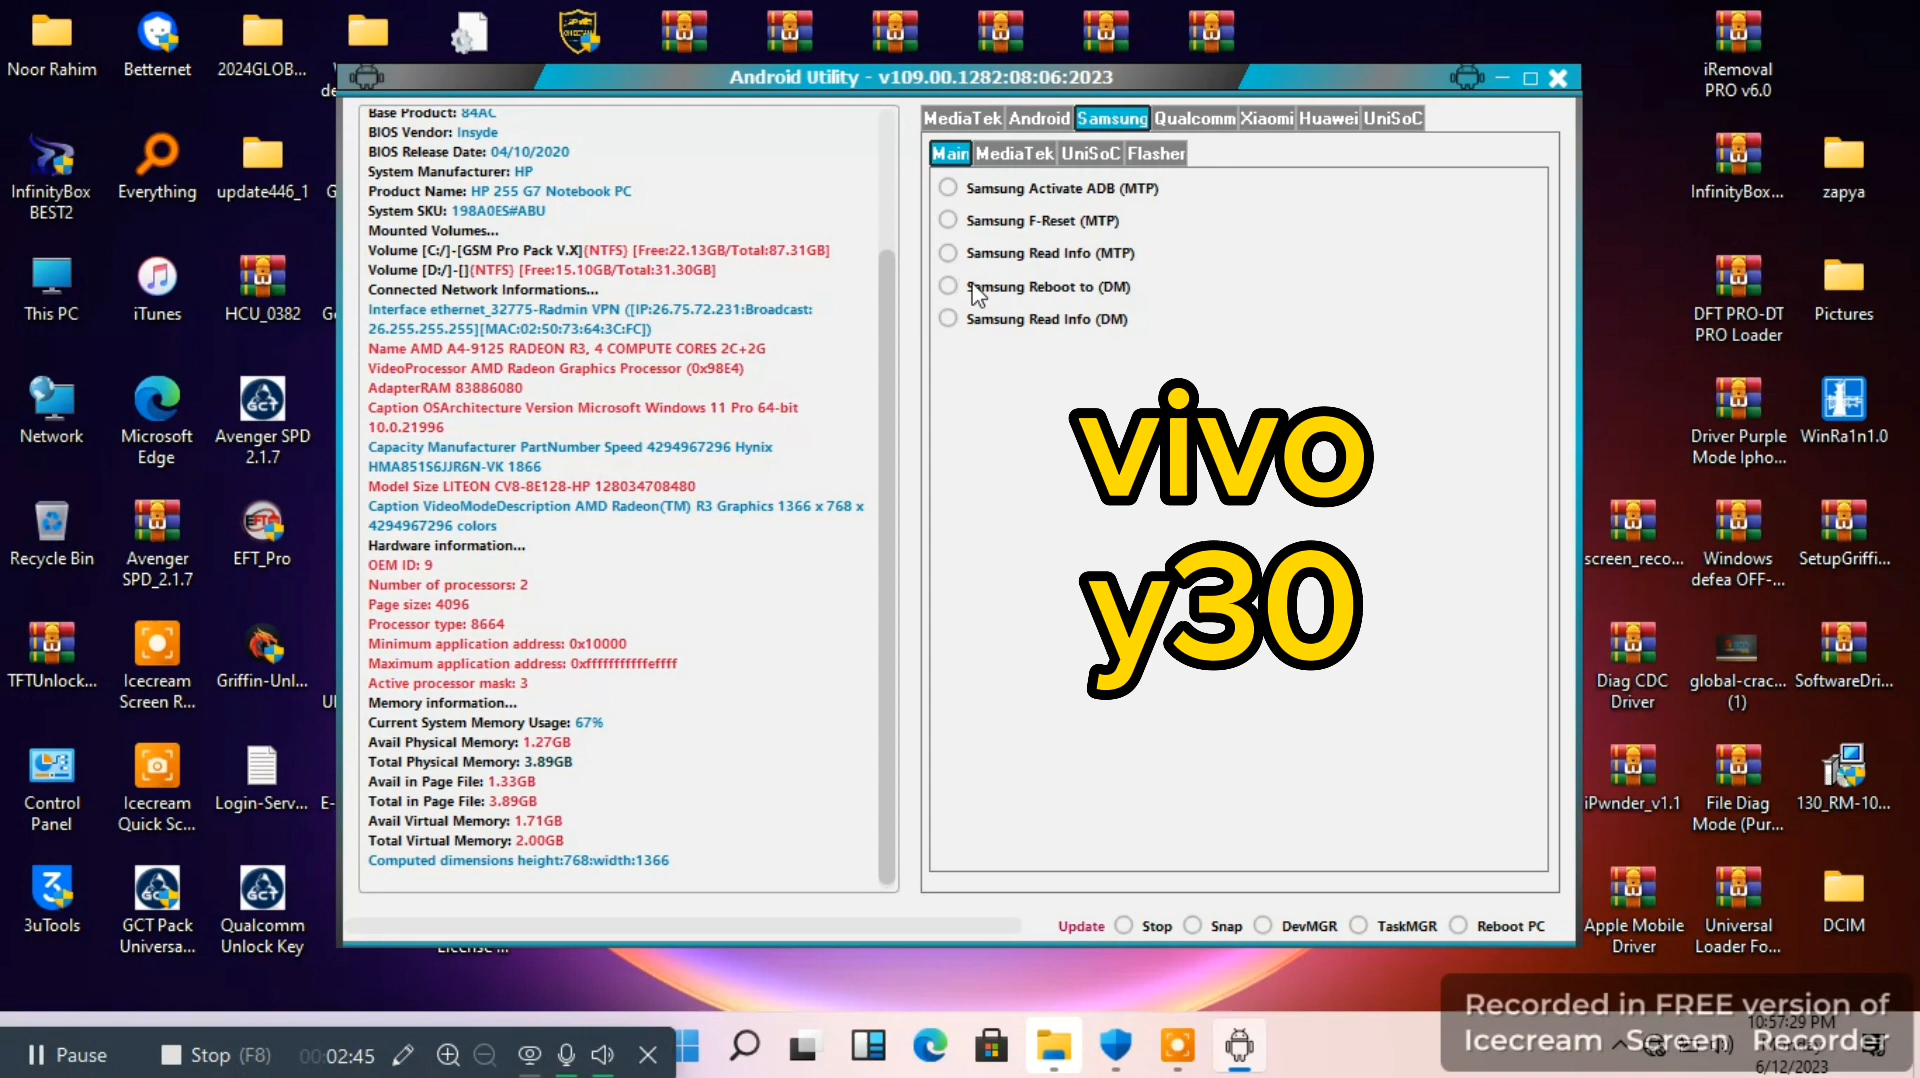 Noor Rahim
Betternet
2024GLOB...
iRemoval
PRO v6.0
Android Utility - v109.00.1282:08:06:2023
Base Product: 84AC
BIOS Vendor: Insyde
BIOS Release Date: 04/10/2020
System Manufacturer: HP
Product Name: HP 255 G7 Notebook PC
System SKU: 198A0ES#ABU
Mounted Volumes...
Volume [C:/]-[GSM Pro Pack V.X]{NTFS} [Free:22.13GB/Total:87.31GB]
Volume [D:/]-[]{NTFS} [Free:15.10GB/Total:31.30GB]
Connected Network Informations...
Interface ethernet_32775-Radmin VPN ([IP:26.75.72.231:Broadcast:
26.255.255.255][MAC:02:50:73:64:3C:FC])
Name AMD A4-9125 RADEON R3, 4 COMPUTE CORES 2C+2G
VideoProcessor AMD Radeon Graphics Processor (0x98E4)
AdapterRAM 83886080
Caption OSArchitecture Version Microsoft Windows 11 Pro 64-bit
10.0.21996
Capacity Manufacturer PartNumber Speed 4294967296 Hynix
HMA851S6JJR6N-VK 1866
Model Size LITEON CV8-8E128-HP 128034708480
Caption VideoModeDescription AMD Radeon(TM) R3 Graphics 1366 x 768 x
4294967296 colors
Hardware information...
OEM ID: 9
Number of processors: 2
Page size: 4096
Processor type: 8664
Minimum application address: 0x10000
Maximum application address: 0xfffffffffffeffff
Active processor mask: 3
Memory information...
Current System Memory Usage: 67%
Avail Physical Memory: 1.27GB
Total Physical Memory: 3.89GB
Avail in Page File: 1.33GB
Total in Page File: 3.89GB
Avail Virtual Memory: 1.71GB
Total Virtual Memory: 2.00GB
Computed dimensions height:768:width:1366
MediaTek Android Samsung Qualcomm Xiaomi Huawei UniSoC
Main MediaTek UniSoC Flasher
Samsung Activate ADB (MTP)
Samsung F-Reset (MTP)
Samsung Read Info (MTP)
Samsung Reboot to (DM)
Samsung Read Info (DM)
vivo
y30
Update Stop Snap DevMGR TaskMGR Reboot PC
InfinityBox
BEST2
Everything
update446_1
This PC
iTunes
HCU_0382
Network
Microsoft
Edge
Avenger SPD
2.1.7
Recycle Bin
Avenger
SPD_2.1.7
EFT_Pro
TFTUnlock...
Icecream
Screen R...
Griffin-Unl...
Control
Panel
Icecream
Quick Sc...
Login-Serv...
3uTools
GCT Pack
Universa...
Qualcomm
Unlock Key
InfinityBox...
zapya
DFT PRO-DT
PRO Loader
Pictures
Driver Purple
Mode Ipho...
WinRa1n1.0
screen_reco...
Windows
defea OFF-...
SetupGriffi...
Diag CDC
Driver
global-crac...
(1)
SoftwareDri...
iPwnder_v1.1
File Diag
Mode (Pur...
130_RM-10...
Apple Mobile
Driver
Universal
Loader Fo...
DCIM
Recorded in FREE version of
Icecream Screen Recorder
Pause
Stop (F8)
00:02:45
10:57:29 PM
6/12/2023